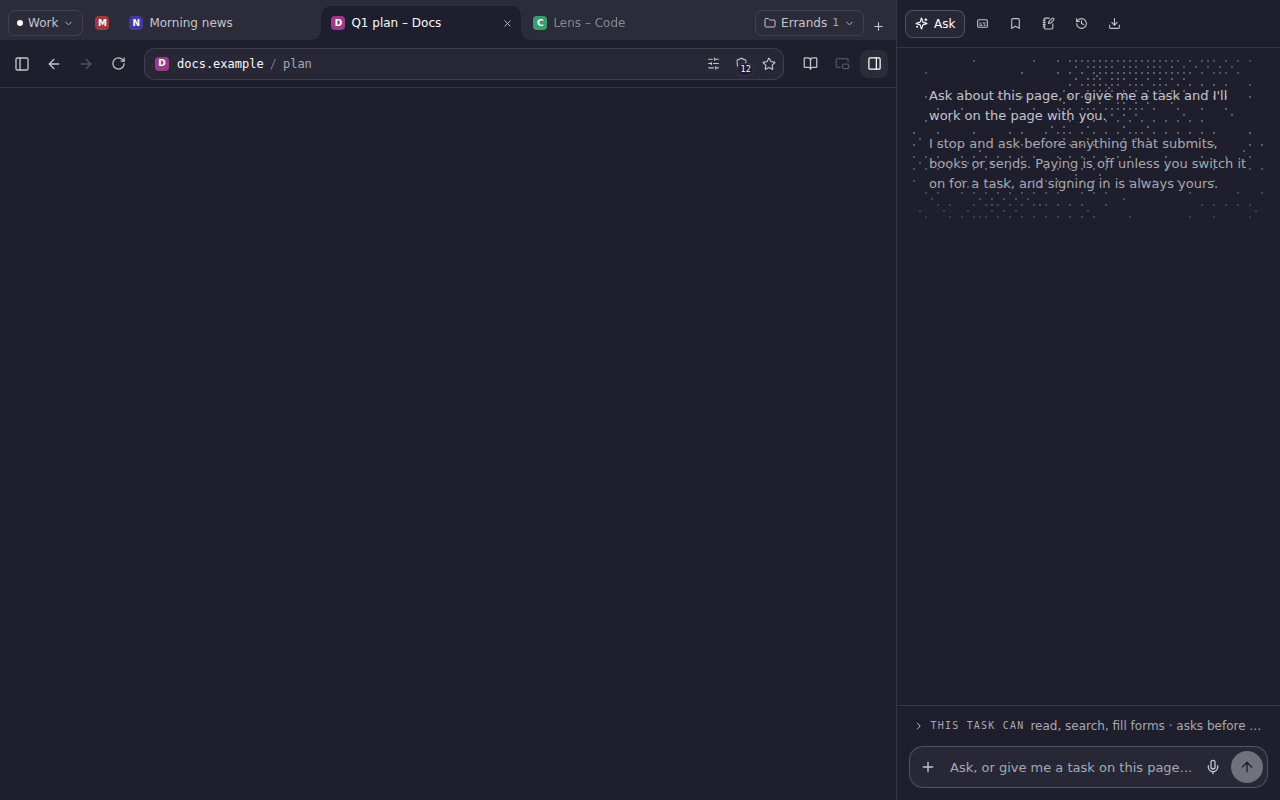 Work
M
N Morning news
D Q1 plan – Docs
C Lens – Code
Errands 1
Ask
D docs.example / plan
12
Ask about this page, or give me a task and I'll
work on the page with you.
I stop and ask before anything that submits,
books or sends. Paying is off unless you switch it
on for a task, and signing in is always yours.
THIS TASK CAN read, search, fill forms · asks before …
Ask, or give me a task on this page…